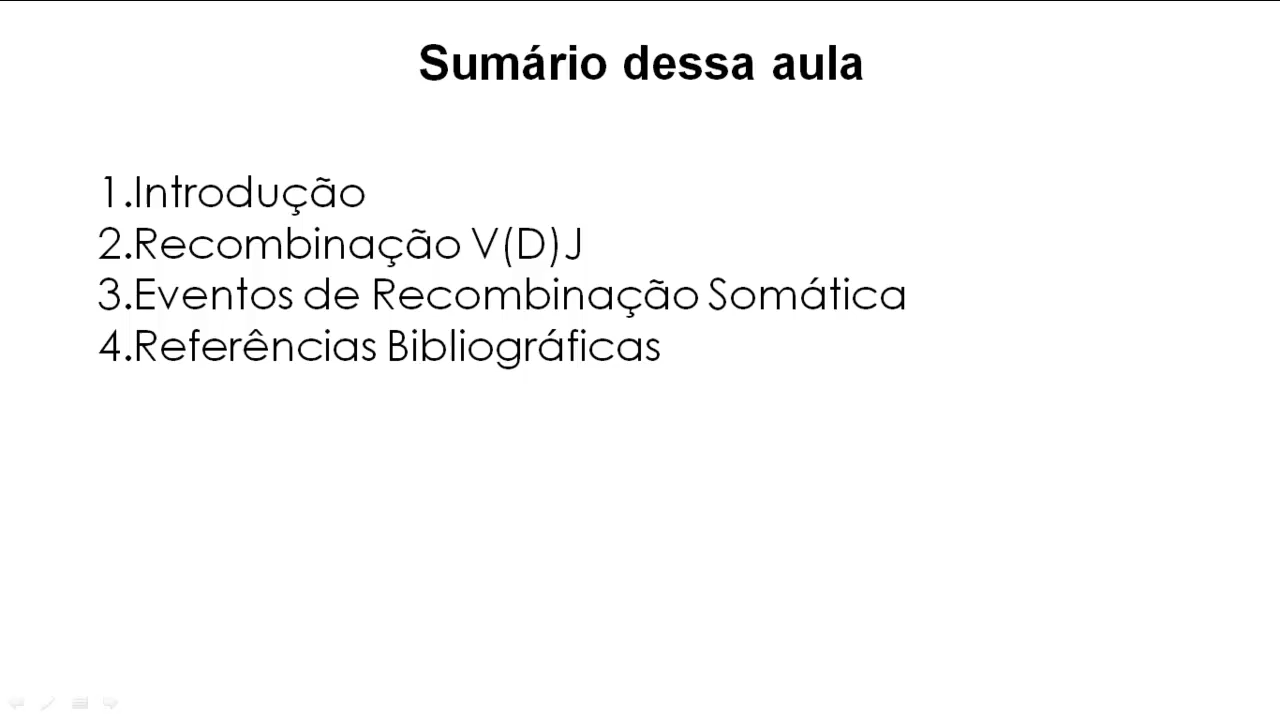 Sumário dessa aula
1.Introdução
2.Recombinação V(D)J
3.Eventos de Recombinação Somática
4.Referências Bibliográficas